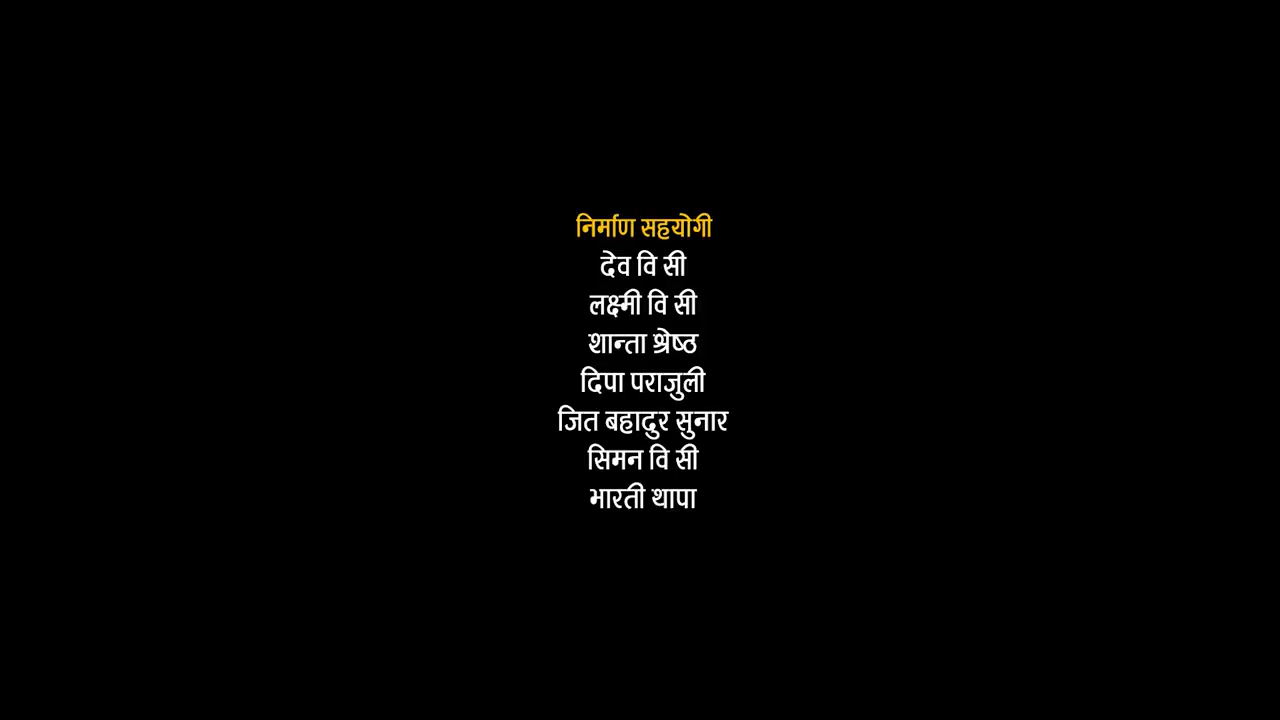 निर्माण सहयोगी
देव वि सी
लक्ष्मी वि सी
शान्ता श्रेष्ठ
दिपा पराजुली
जित बहादुर सुनार
सिमन वि सी
भारती थापा